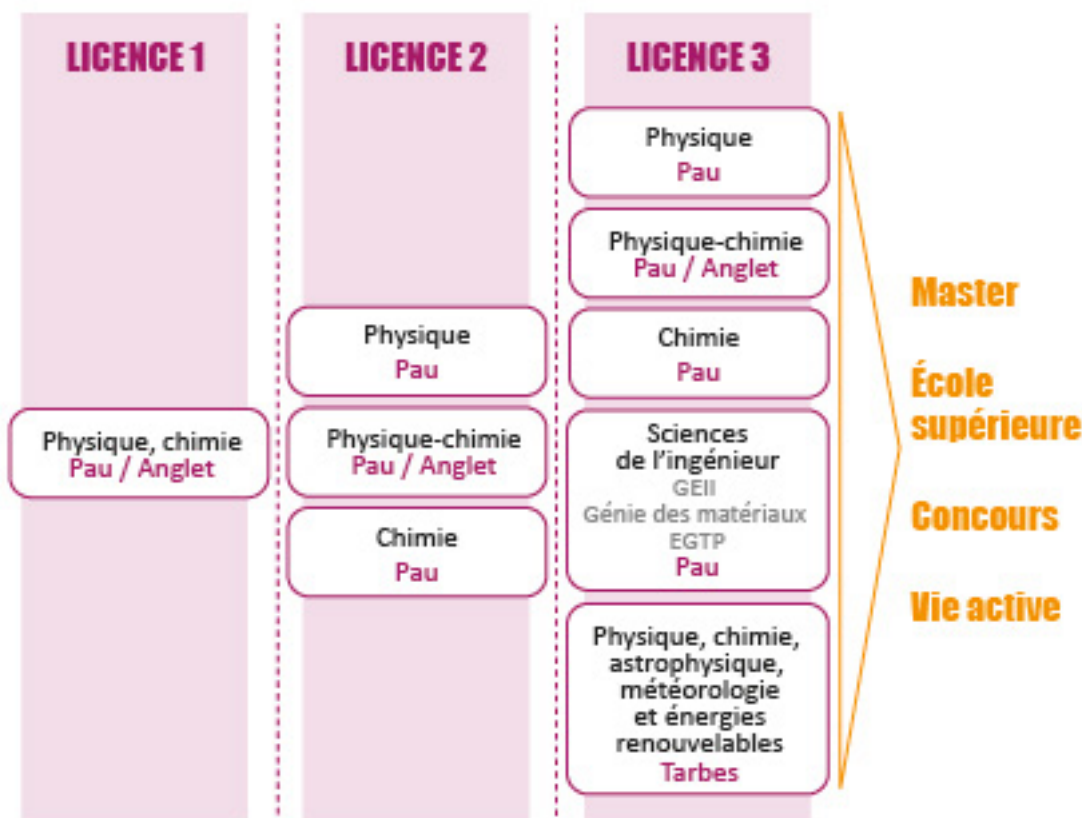 LICENCE 1
Physique, chimie
Pau / Anglet
LICENCE 2
Physique
Pau
Physique-chimie
Pau / Anglet
Chimie
Pau
LICENCE 3
Physique
Pau
Physique-chimie
Pau / Anglet
Chimie
Pau
Sciences
de l'ingénieur
GEII
Génie des matériaux
EGTP
Pau
Physique, chimie,
astrophysique,
météorologie
et énergies
renouvelables
Tarbes
Master
École
supérieure
Concours
Vie active